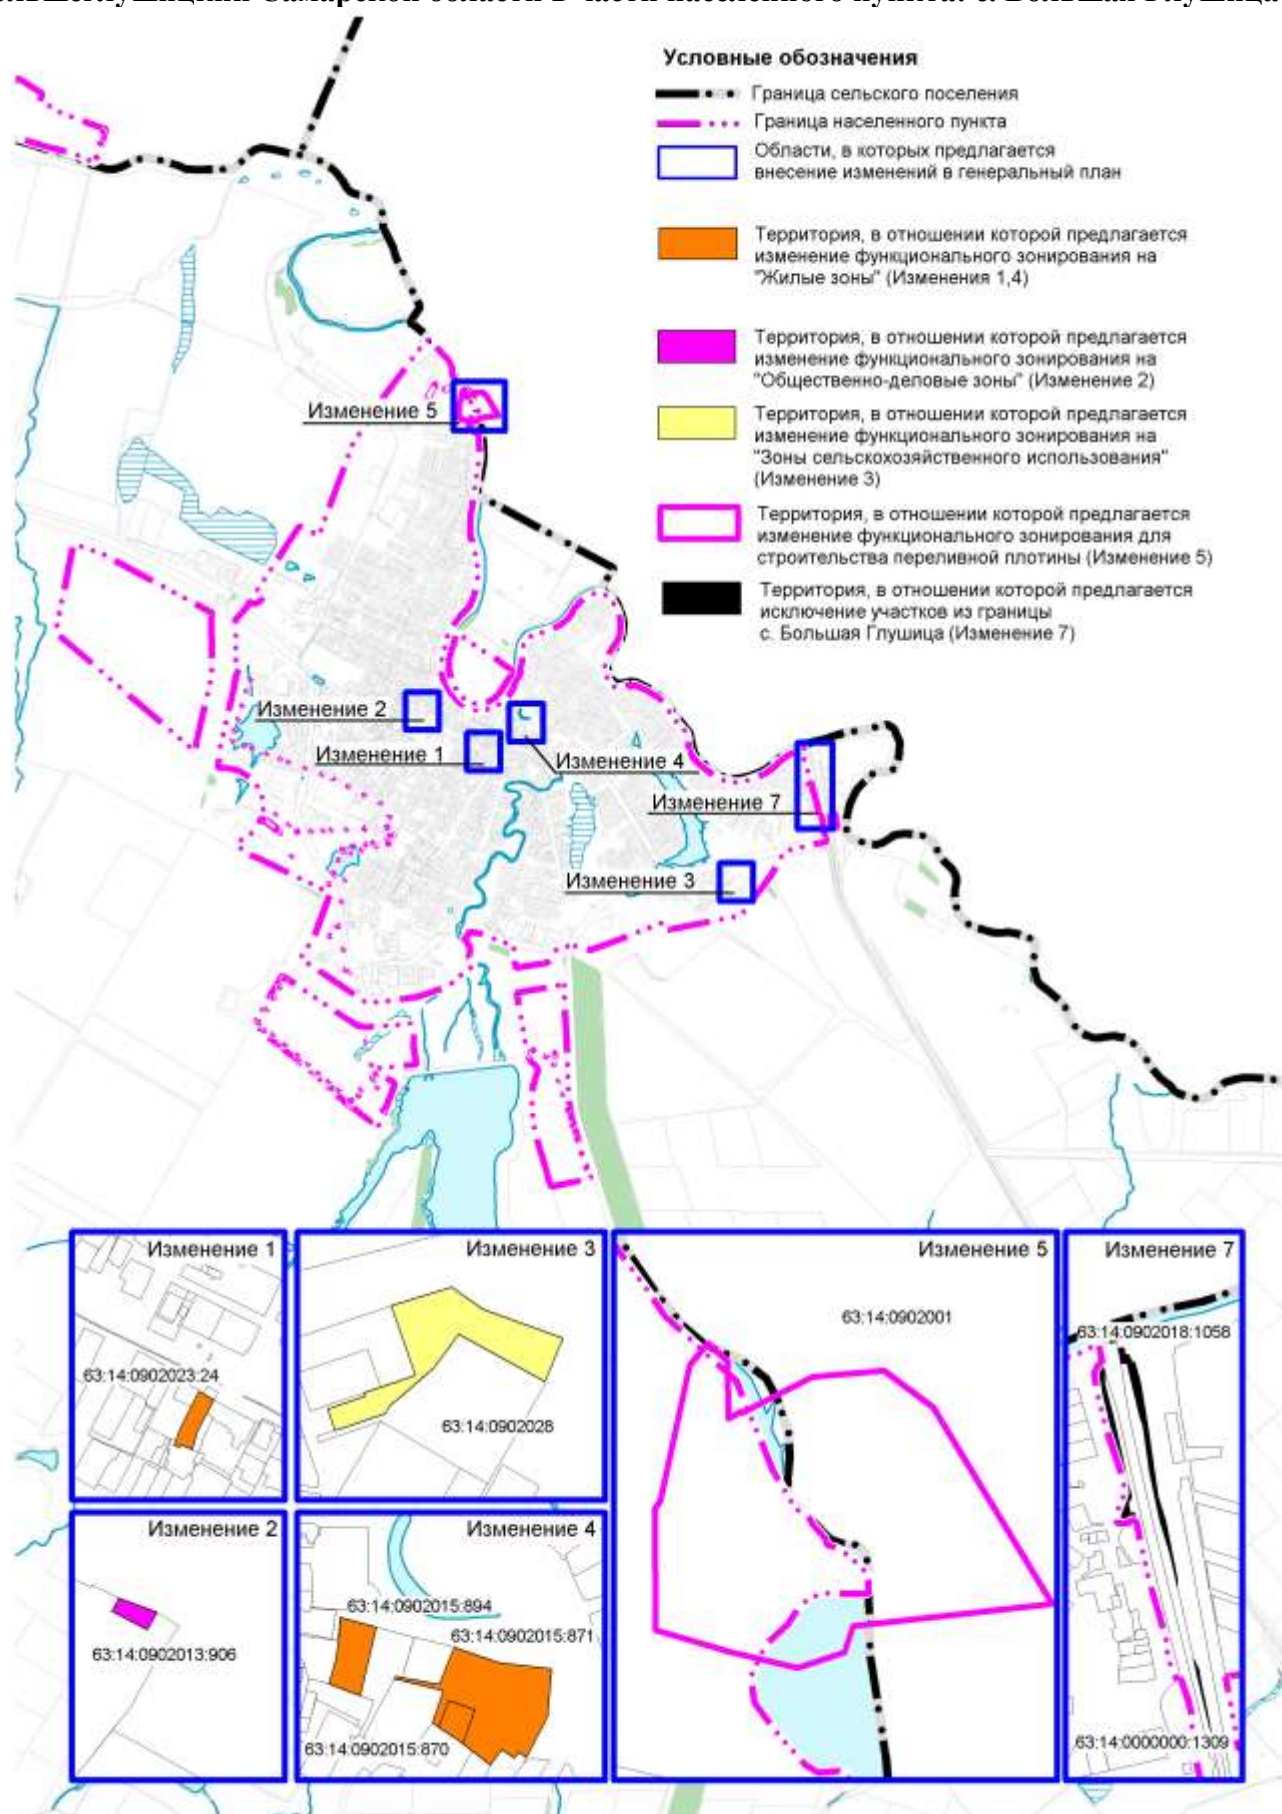 Самарской области в части населенного пункта: с. Большая Глушица
Условные обозначения
Граница сельского поселения
Граница населенного пункта
Области, в которых предлагается
внесение изменений в генеральный план
Территория, в отношении которой предлагается
изменение функционального зонирования на
"Жилые зоны" (Изменения 1,4)
Территория, в отношении которой предлагается
изменение функционального зонирования на
"Общественно-деловые зоны" (Изменение 2)
Территория, в отношении которой предлагается
изменение функционального зонирования на
"Зоны сельскохозяйственного использования"
(Изменение 3)
Территория, в отношении которой предлагается
изменение функционального зонирования для
строительства переливной плотины (Изменение 5)
Территория, в отношении которой предлагается
исключение участков из границы
с. Большая Глушица (Изменение 7)
Изменение 5
Изменение 2
Изменение 1
Изменение 4
Изменение 7
Изменение 3
Изменение 1
63:14:0902023:24
Изменение 3
63:14:0902028
Изменение 5
63:14:0902001
Изменение 7
63:14:0902018:1058
63:14:0000000:1309
Изменение 2
63:14:0902013:906
Изменение 4
63:14:0902015:894
63:14:0902015:871
63:14:0902015:870